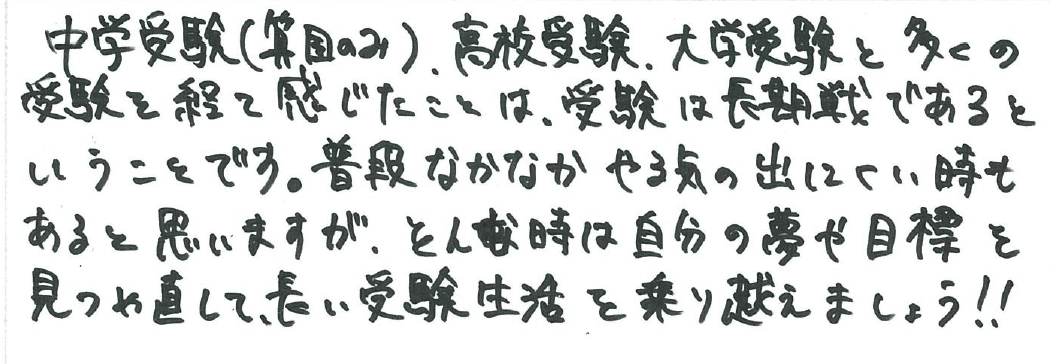 中学受験(算国のみ)、高校受験、大学受験と多くの
受験を経て感じたことは、受験は長期戦であると
いうことです。普段なかなかやる気の出にくい時も
あると思いますが、とんな時は自分の夢や目標を
見つめ直して、長い受験生活を乗り越えましょう!!